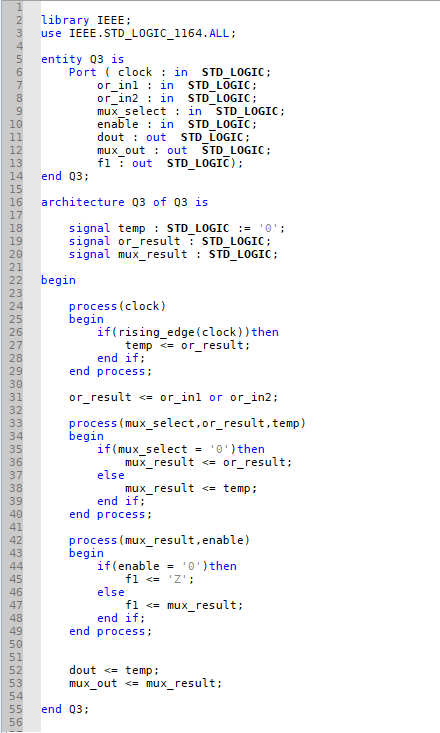 1
2 library IEEE;
3 use IEEE.STD_LOGIC_1164.ALL;
4
5 entity Q3 is
6     Port ( clock : in  STD_LOGIC;
7         or_in1 : in  STD_LOGIC;
8         or_in2 : in  STD_LOGIC;
9         mux_select : in  STD_LOGIC;
10         enable : in  STD_LOGIC;
11         dout : out  STD_LOGIC;
12         mux_out : out  STD_LOGIC;
13         f1 : out  STD_LOGIC);
14 end Q3;
15
16 architecture Q3 of Q3 is
17
18     signal temp : STD_LOGIC := '0';
19     signal or_result : STD_LOGIC;
20     signal mux_result : STD_LOGIC;
21
22 begin
23
24     process(clock)
25     begin
26         if(rising_edge(clock))then
27             temp <= or_result;
28         end if;
29     end process;
30
31     or_result <= or_in1 or or_in2;
32
33     process(mux_select,or_result,temp)
34     begin
35         if(mux_select = '0')then
36             mux_result <= or_result;
37         else
38             mux_result <= temp;
39         end if;
40     end process;
41
42     process(mux_result,enable)
43     begin
44         if(enable = '0')then
45             f1 <= 'Z';
46         else
47             f1 <= mux_result;
48         end if;
49     end process;
50
51
52     dout <= temp;
53     mux_out <= mux_result;
54
55 end Q3;
56